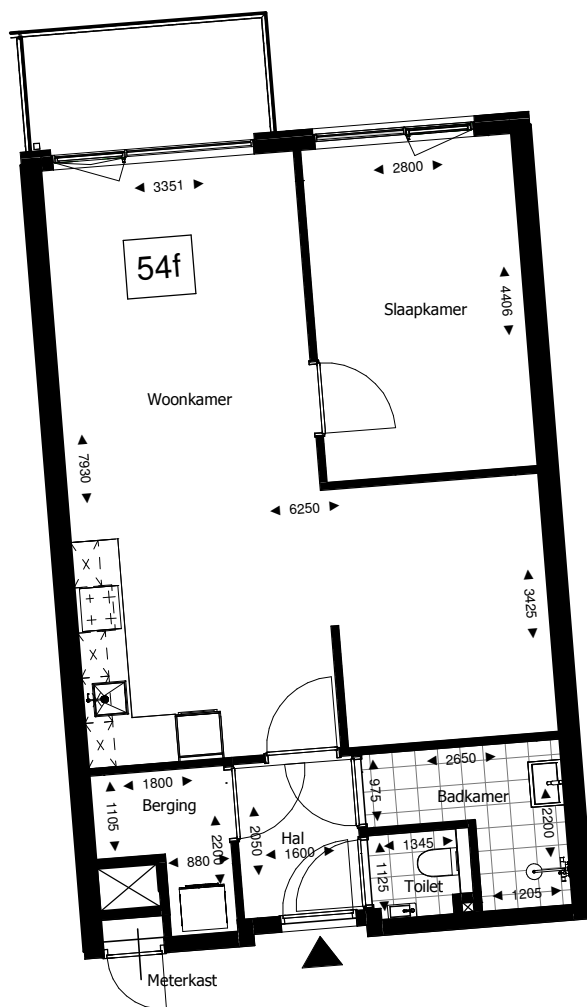 3351
2800
54f
4406
Slaapkamer
Woonkamer
7930
6250
3425
1800
2650
1105
Berging
975
Badkamer
2200
2050
Hal
2200
880
1600
1345
1125
Toilet
1205
Meterkast